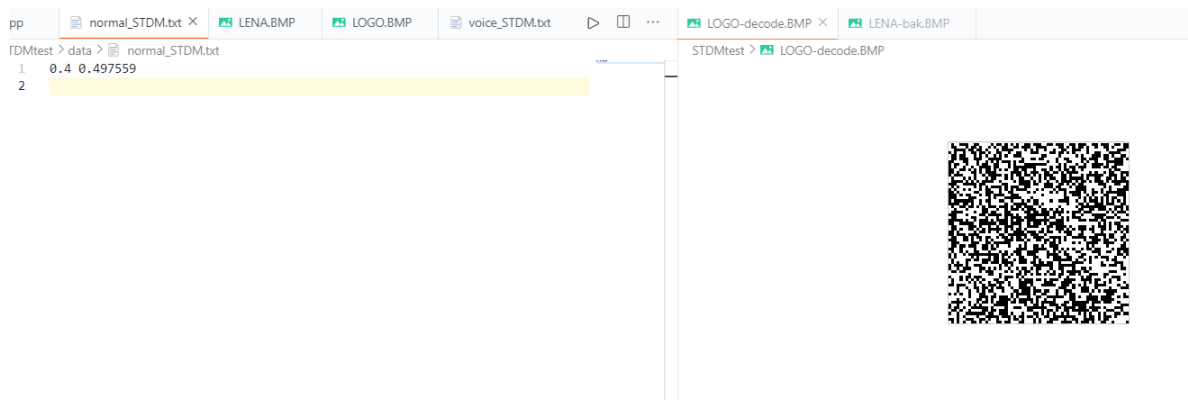 pp normal_STDM.txt LENA.BMP LOGO.BMP voice_STDM.txt ... LOGO-decode.BMP LENA-bak.BMP
TDMtest > data > normal_STDM.txt STDMtest > LOGO-decode.BMP
1 0.4 0.497559
2